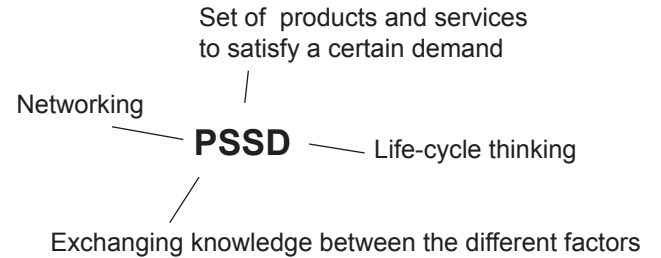 Set of products and services
to satisfy a certain demand
Networking
PSSD
Life-cycle thinking
Exchanging knowledge between the different factors